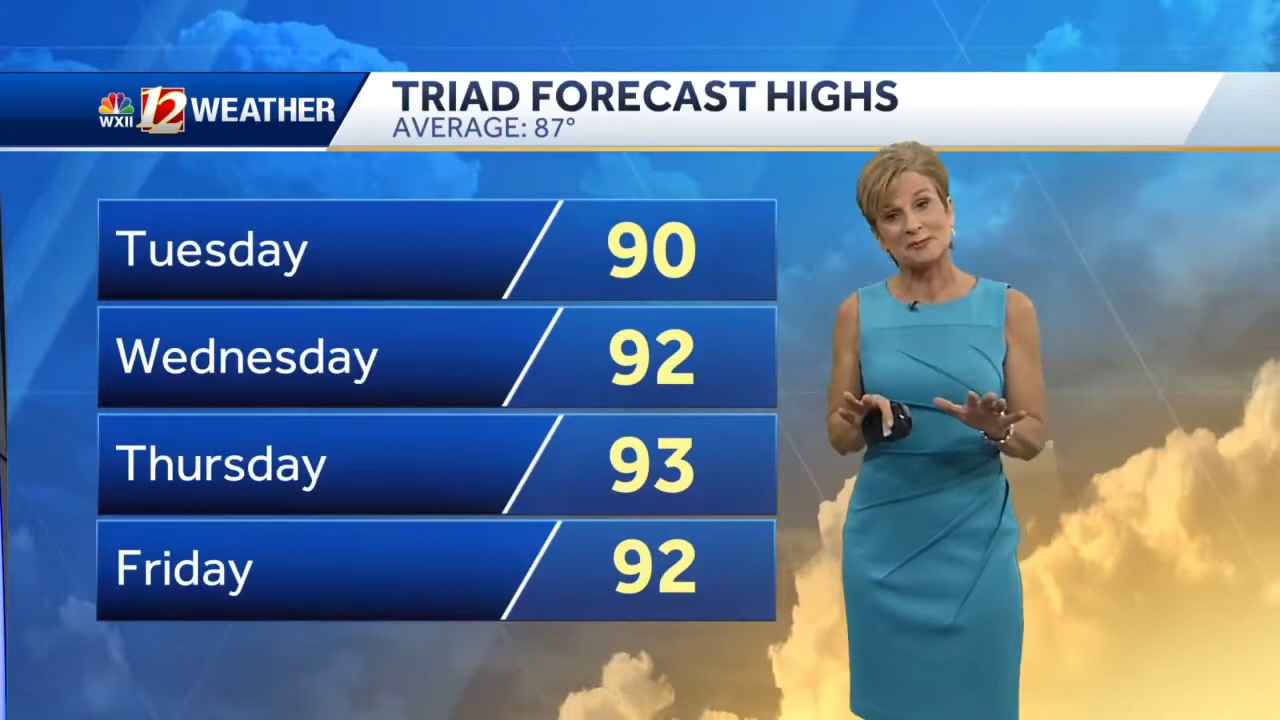 WXII 12 WEATHER
TRIAD FORECAST HIGHS
AVERAGE: 87°
Tuesday 90
Wednesday 92
Thursday 93
Friday 92